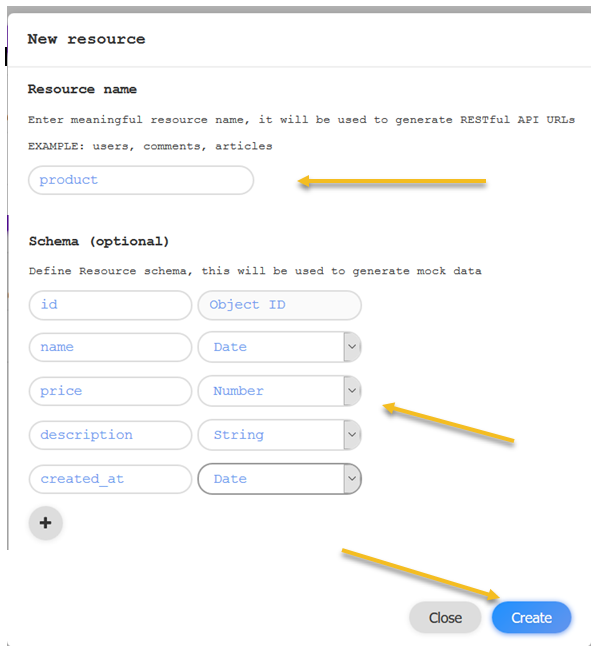 New resource
Resource name
Enter meaningful resource name, it will be used to generate RESTful API URLs
EXAMPLE: users, comments, articles
product
Schema (optional)
Define Resource schema, this will be used to generate mock data
id Object ID
name Date
price Number
description String
created_at Date
+
Close Create